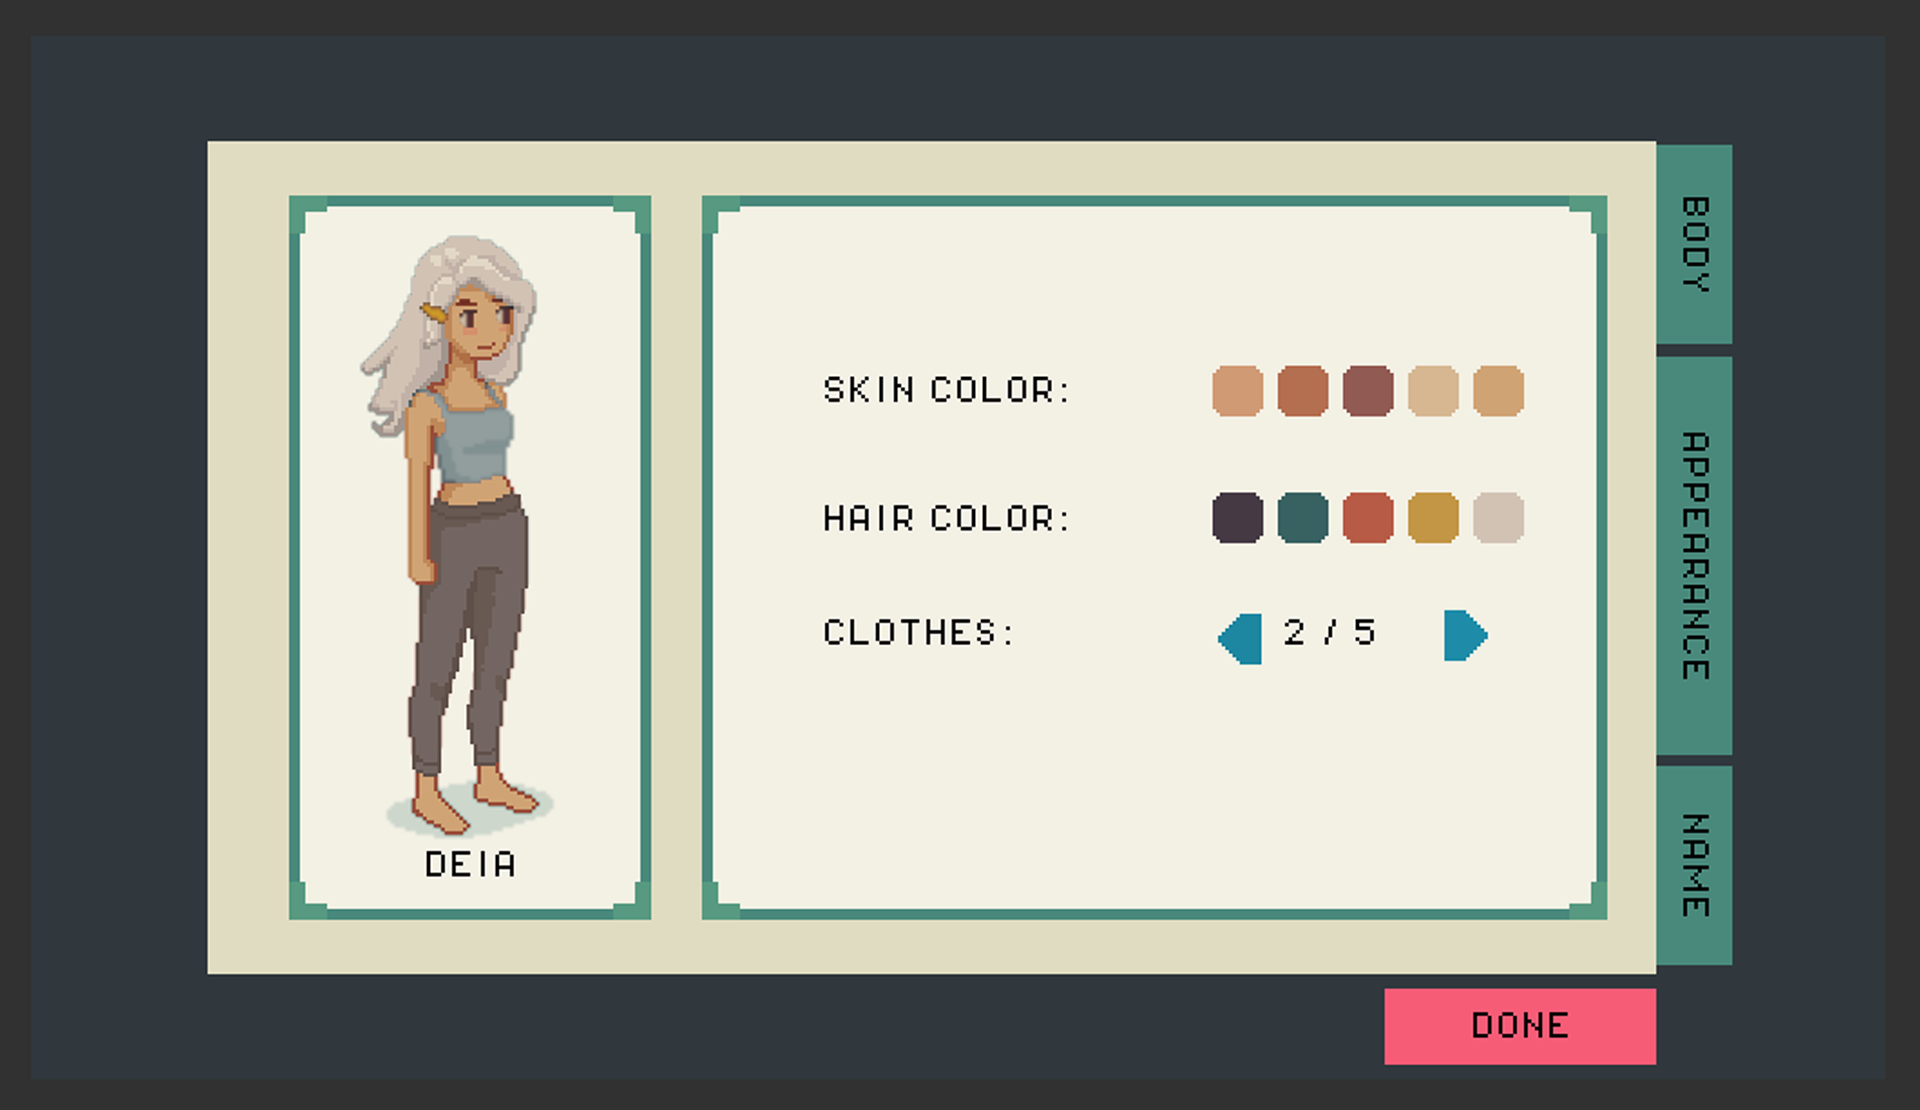 SKIN COLOR:
HAIR COLOR:
CLOTHES: 2 / 5
DEIA
BODY
APPEARANCE
NAME
DONE